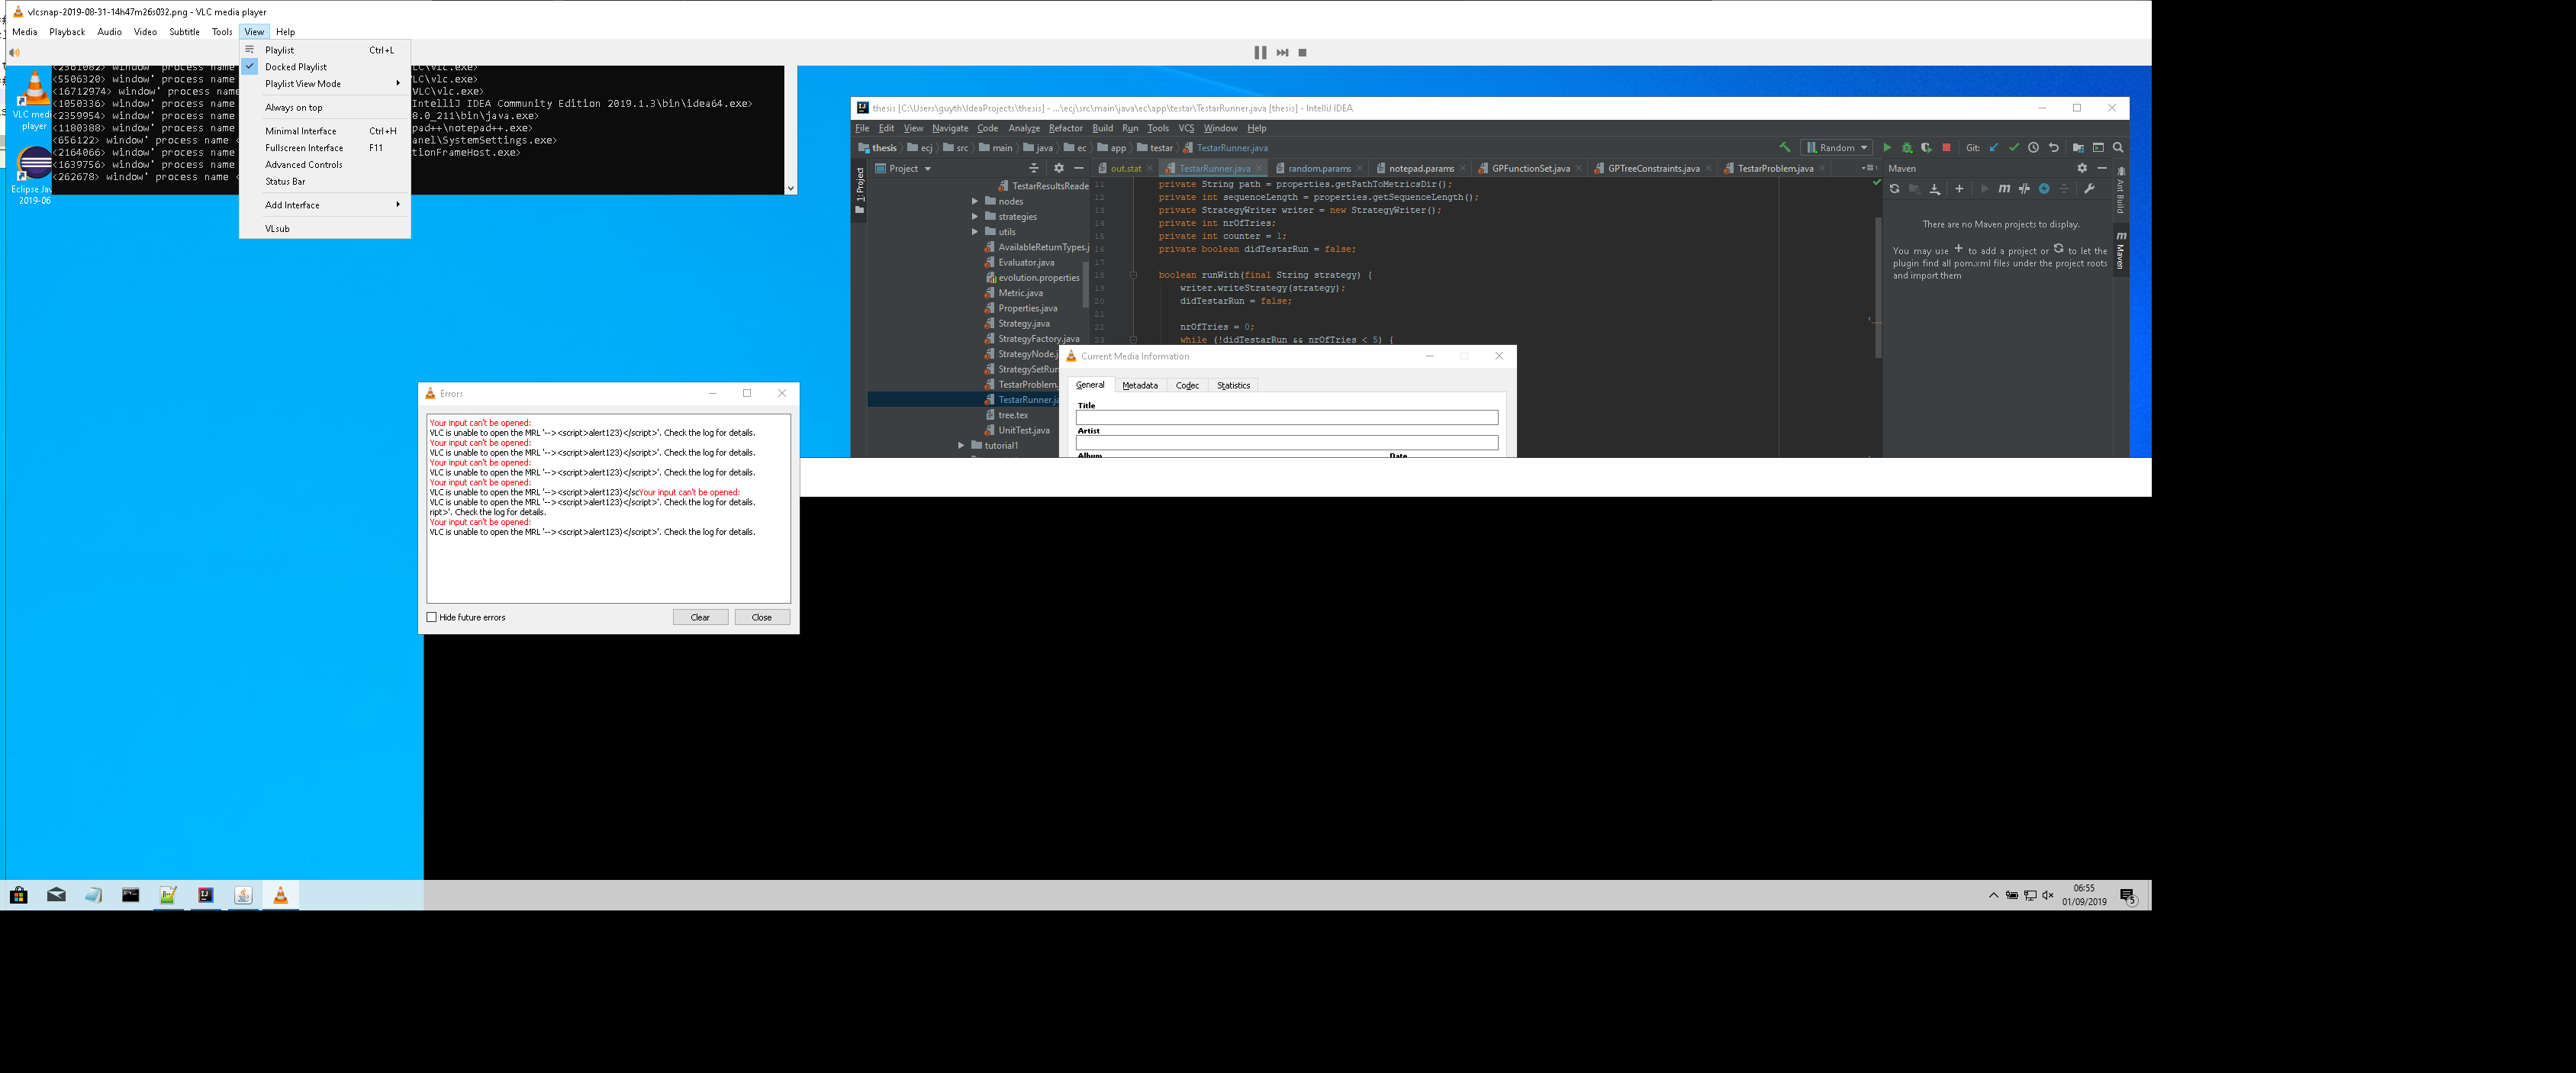 vlcsnap-2019-08-31-14h47m26s032.png - VLC media player
Media Playback Audio Video Subtitle Tools View Help
Playlist Ctrl+L
Docked Playlist
Playlist View Mode
Always on top
Minimal Interface Ctrl+H
Fullscreen Interface F11
Advanced Controls
Status Bar
Add Interface
VLsub
VLC medi
player
Eclipse Jav
2019-06
<2361082> window' process name LC\vlc.exe>
<5506320> window' process name LC\vlc.exe>
<16712974> window' process name VLC\vlc.exe>
<1050336> window' process name IntelliJ IDEA Community Edition 2019.1.3\bin\idea64.exe>
<2359954> window' process name 8.0_211\bin\java.exe>
<1180388> window' process name pad++\notepad++.exe>
<656122> window' process name < anel\SystemSettings.exe>
<2164066> window' process name tionFrameHost.exe>
<1639756> window' process name
<262678> window' process name <
thesis [C:\Users\guyth\IdeaProjects\thesis] - ...\ecj\src\main\java\ec\app\testar\TestarRunner.java [thesis] - IntelliJ IDEA
File Edit View Navigate Code Analyze Refactor Build Run Tools VCS Window Help
thesis ecj src main java ec app testar TestarRunner.java Random Git:
1: Project
Project
out.stat TestarRunner.java random.params notepad.params GPFunctionSet.java GPTreeConstraints.java TestarProblem.java
TestarResultsReade
nodes
strategies
utils
AvailableReturnTypes.j
Evaluator.java
evolution.properties
Metric.java
Properties.java
Strategy.java
StrategyFactory.java
StrategyNode.j
StrategySetRun
TestarProblem.
TestarRunner.ja
tree.tex
UnitTest.java
tutorial1
11 private String path = properties.getPathToMetricsDir();
12 private int sequenceLength = properties.getSequenceLength();
13 private StrategyWriter writer = new StrategyWriter();
14 private int nrOfTries;
15 private int counter = 1;
16 private boolean didTestarRun = false;
17
18 boolean runWith(final String strategy) {
19 writer.writeStrategy(strategy);
20 didTestarRun = false;
21
22 nrOfTries = 0;
23 while (!didTestarRun && nrOfTries < 5) {
Maven
There are no Maven projects to display.
You may use + to add a project or to let the
plugin find all pom.xml files under the project roots
and import them
Ant Build
Maven
Current Media Information
General Metadata Codec Statistics
Title
Artist
Album Date
Errors
Your input can't be opened:
VLC is unable to open the MRL '--><script>alert123)</script>'. Check the log for details.
Your input can't be opened:
VLC is unable to open the MRL '--><script>alert123)</script>'. Check the log for details.
Your input can't be opened:
VLC is unable to open the MRL '--><script>alert123)</script>'. Check the log for details.
Your input can't be opened:
VLC is unable to open the MRL '--><script>alert123)</scYour input can't be opened:
VLC is unable to open the MRL '--><script>alert123)</script>'. Check the log for details.
ript>'. Check the log for details.
Your input can't be opened:
VLC is unable to open the MRL '--><script>alert123)</script>'. Check the log for details.
Hide future errors Clear Close
06:55
01/09/2019
5